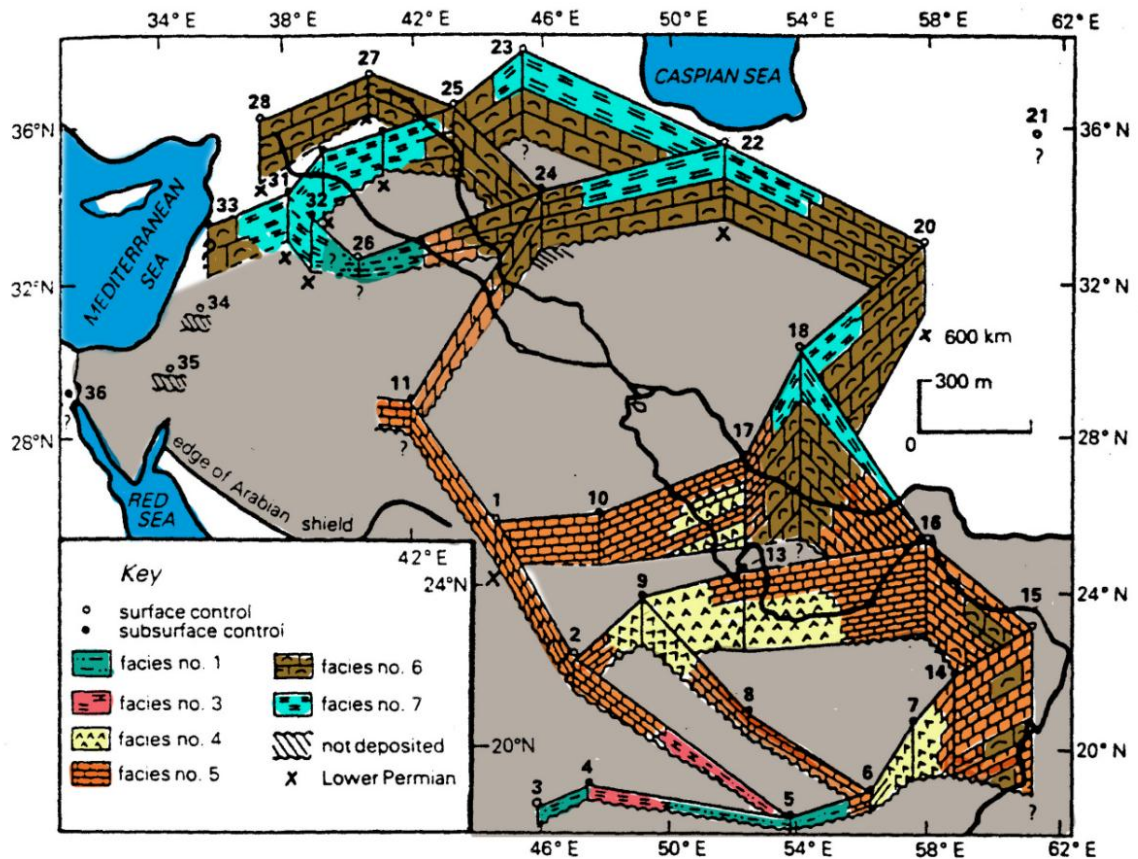 34° E 38° E 42° E 46° E 50° E 54° E 58° E 62° E
23
27
25
CASPIAN SEA
28
36°N
36°N
21
?
?
22
31
24
33
32
20
MEDITERRANEAN
SEA
26
?
?
32°N
32°N
34
18
x 600 km
35
300 m
11
36
?
17
0
28°N
28°N
?
edge of Arabian
shield
RED
SEA
1
10
16
13
?
42°E
24°N
24°N
9
15
2
14
8
7
20°N
20°N
4
3
6
5
?
Key
surface control
subsurface control
facies no. 1
facies no. 6
facies no. 3
facies no. 7
facies no. 4
not deposited
facies no. 5
x Lower Permian
46° E 50° E 54° E 58° E 62° E